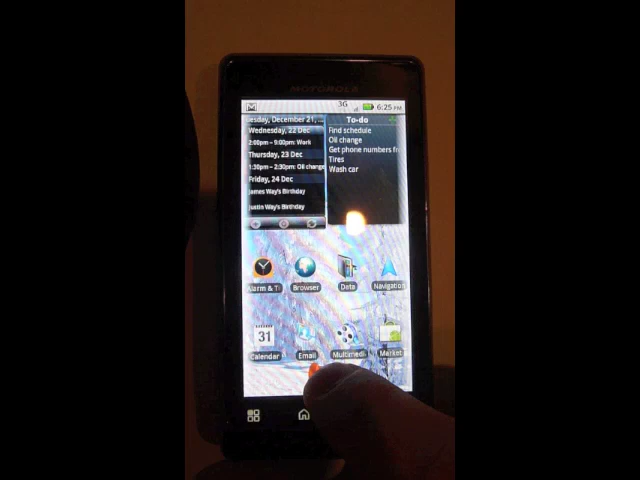 MOTOROLA
3G 6:25 PM
Tuesday, December 21, ...
To-do
Wednesday, 22 Dec
Find schedule
2:00pm – 9:00pm: Work
Oil change
Thursday, 23 Dec
Get phone numbers fr
1:30pm – 2:30pm: Oil change
Tires
Friday, 24 Dec
Wash car
James Way's Birthday
Justin Way's Birthday
Alarm & Ti
Browser
Data
Navigation
31
Calendar
Email
Multimedi
Market